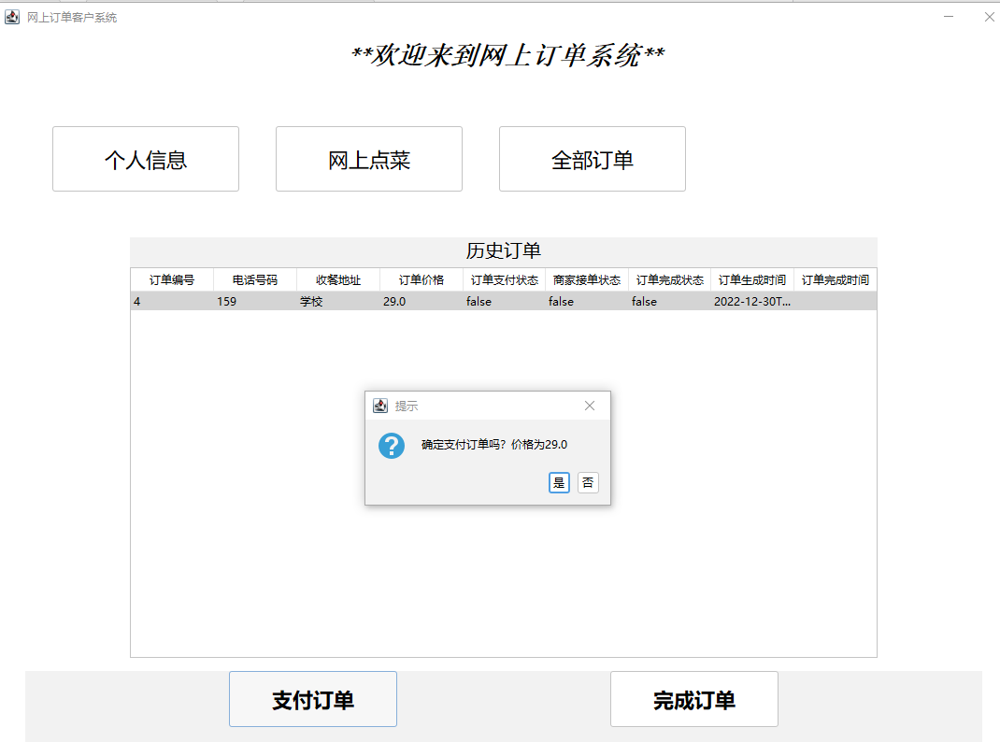 网上订单客户系统
**欢迎来到网上订单系统**
个人信息 网上点菜 全部订单
历史订单
订单编号 电话号码 收餐地址 订单价格 订单支付状态 商家接单状态 订单完成状态 订单生成时间 订单完成时间
4 159 学校 29.0 false false false 2022-12-30T...
提示
确定支付订单吗？价格为29.0
是 否
支付订单 完成订单